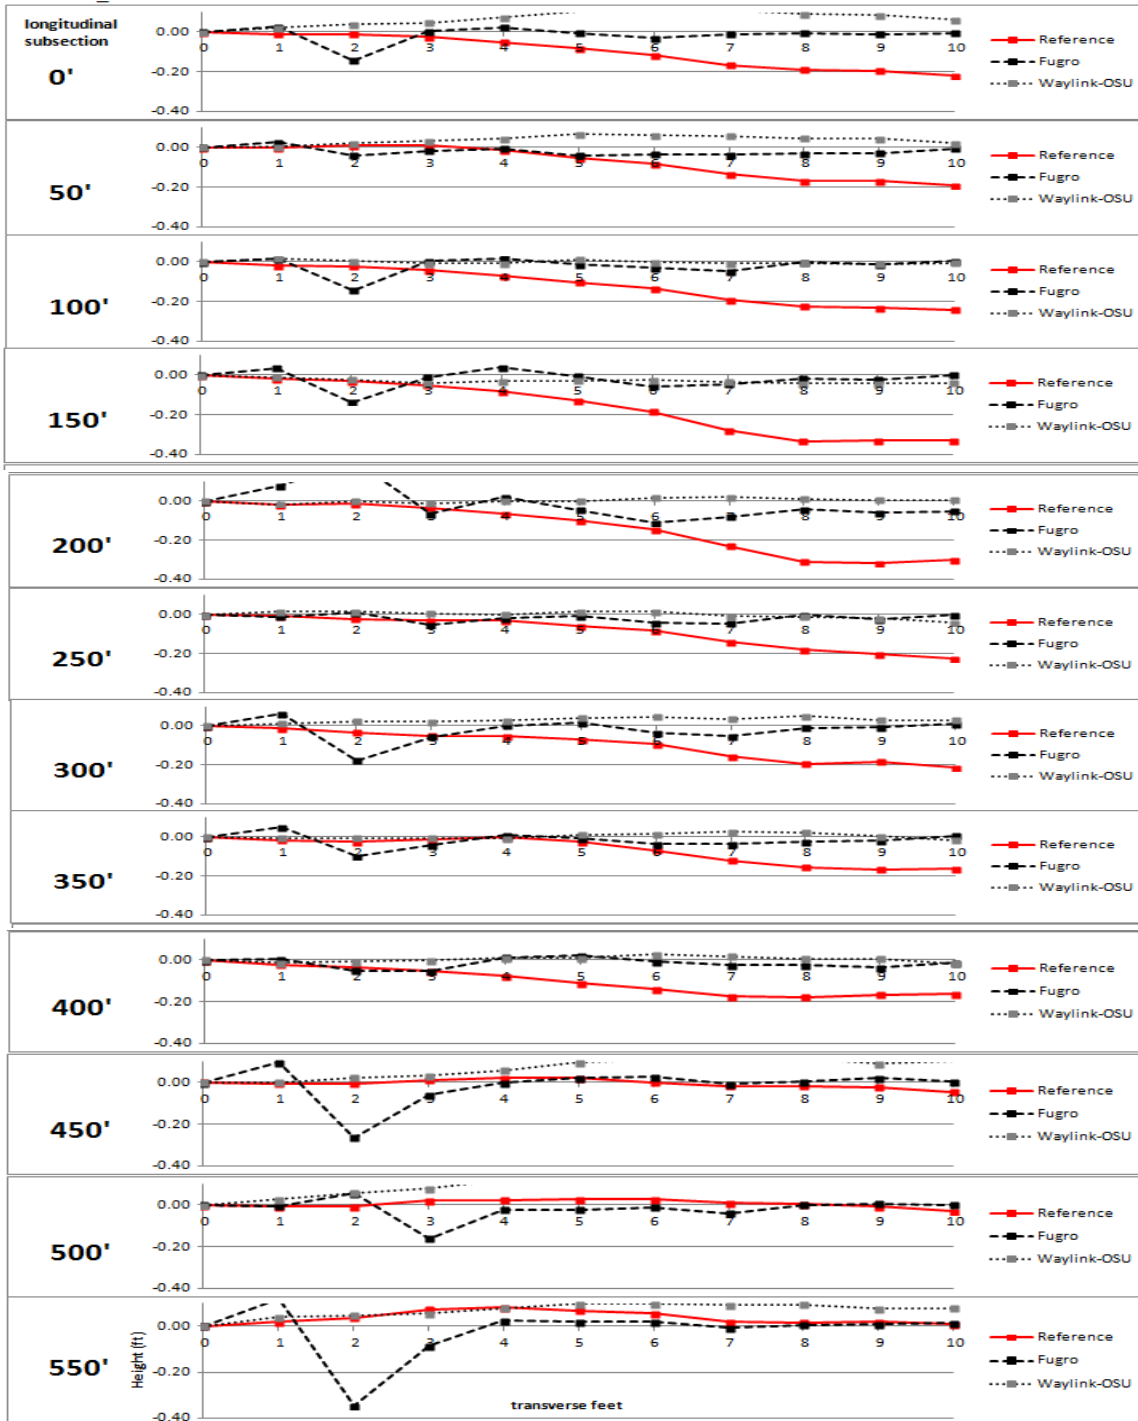 longitudinal
subsection
0'
0.00
-0.20
-0.40
0 1 2 3 4 5 6 7 8 9 10
Reference
Fugro
Waylink-OSU
50'
0.00
-0.20
-0.40
0 1 2 3 4 5 6 7 8 9 10
Reference
Fugro
Waylink-OSU
100'
0.00
-0.20
-0.40
0 1 2 3 4 5 6 7 8 9 10
Reference
Fugro
Waylink-OSU
150'
0.00
-0.20
-0.40
0 1 2 3 4 5 6 7 8 9 10
Reference
Fugro
Waylink-OSU
200'
0.00
-0.20
-0.40
0 1 2 3 4 5 6 7 8 9 10
Reference
Fugro
Waylink-OSU
250'
0.00
-0.20
-0.40
0 1 2 3 4 5 6 7 8 9 10
Reference
Fugro
Waylink-OSU
300'
0.00
-0.20
-0.40
0 1 2 3 4 5 6 7 8 9 10
Reference
Fugro
Waylink-OSU
350'
0.00
-0.20
-0.40
0 1 2 3 4 5 6 7 8 9 10
Reference
Fugro
Waylink-OSU
400'
0.00
-0.20
-0.40
0 1 2 3 4 5 6 7 8 9 10
Reference
Fugro
Waylink-OSU
450'
0.00
-0.20
-0.40
0 1 2 3 4 5 6 7 8 9 10
Reference
Fugro
Waylink-OSU
500'
0.00
-0.20
-0.40
0 1 2 3 4 5 6 7 8 9 10
Reference
Fugro
Waylink-OSU
550'
Height (ft)
0.00
-0.20
-0.40
0 1 2 3 4 5 6 7 8 9 10
transverse feet
Reference
Fugro
Waylink-OSU